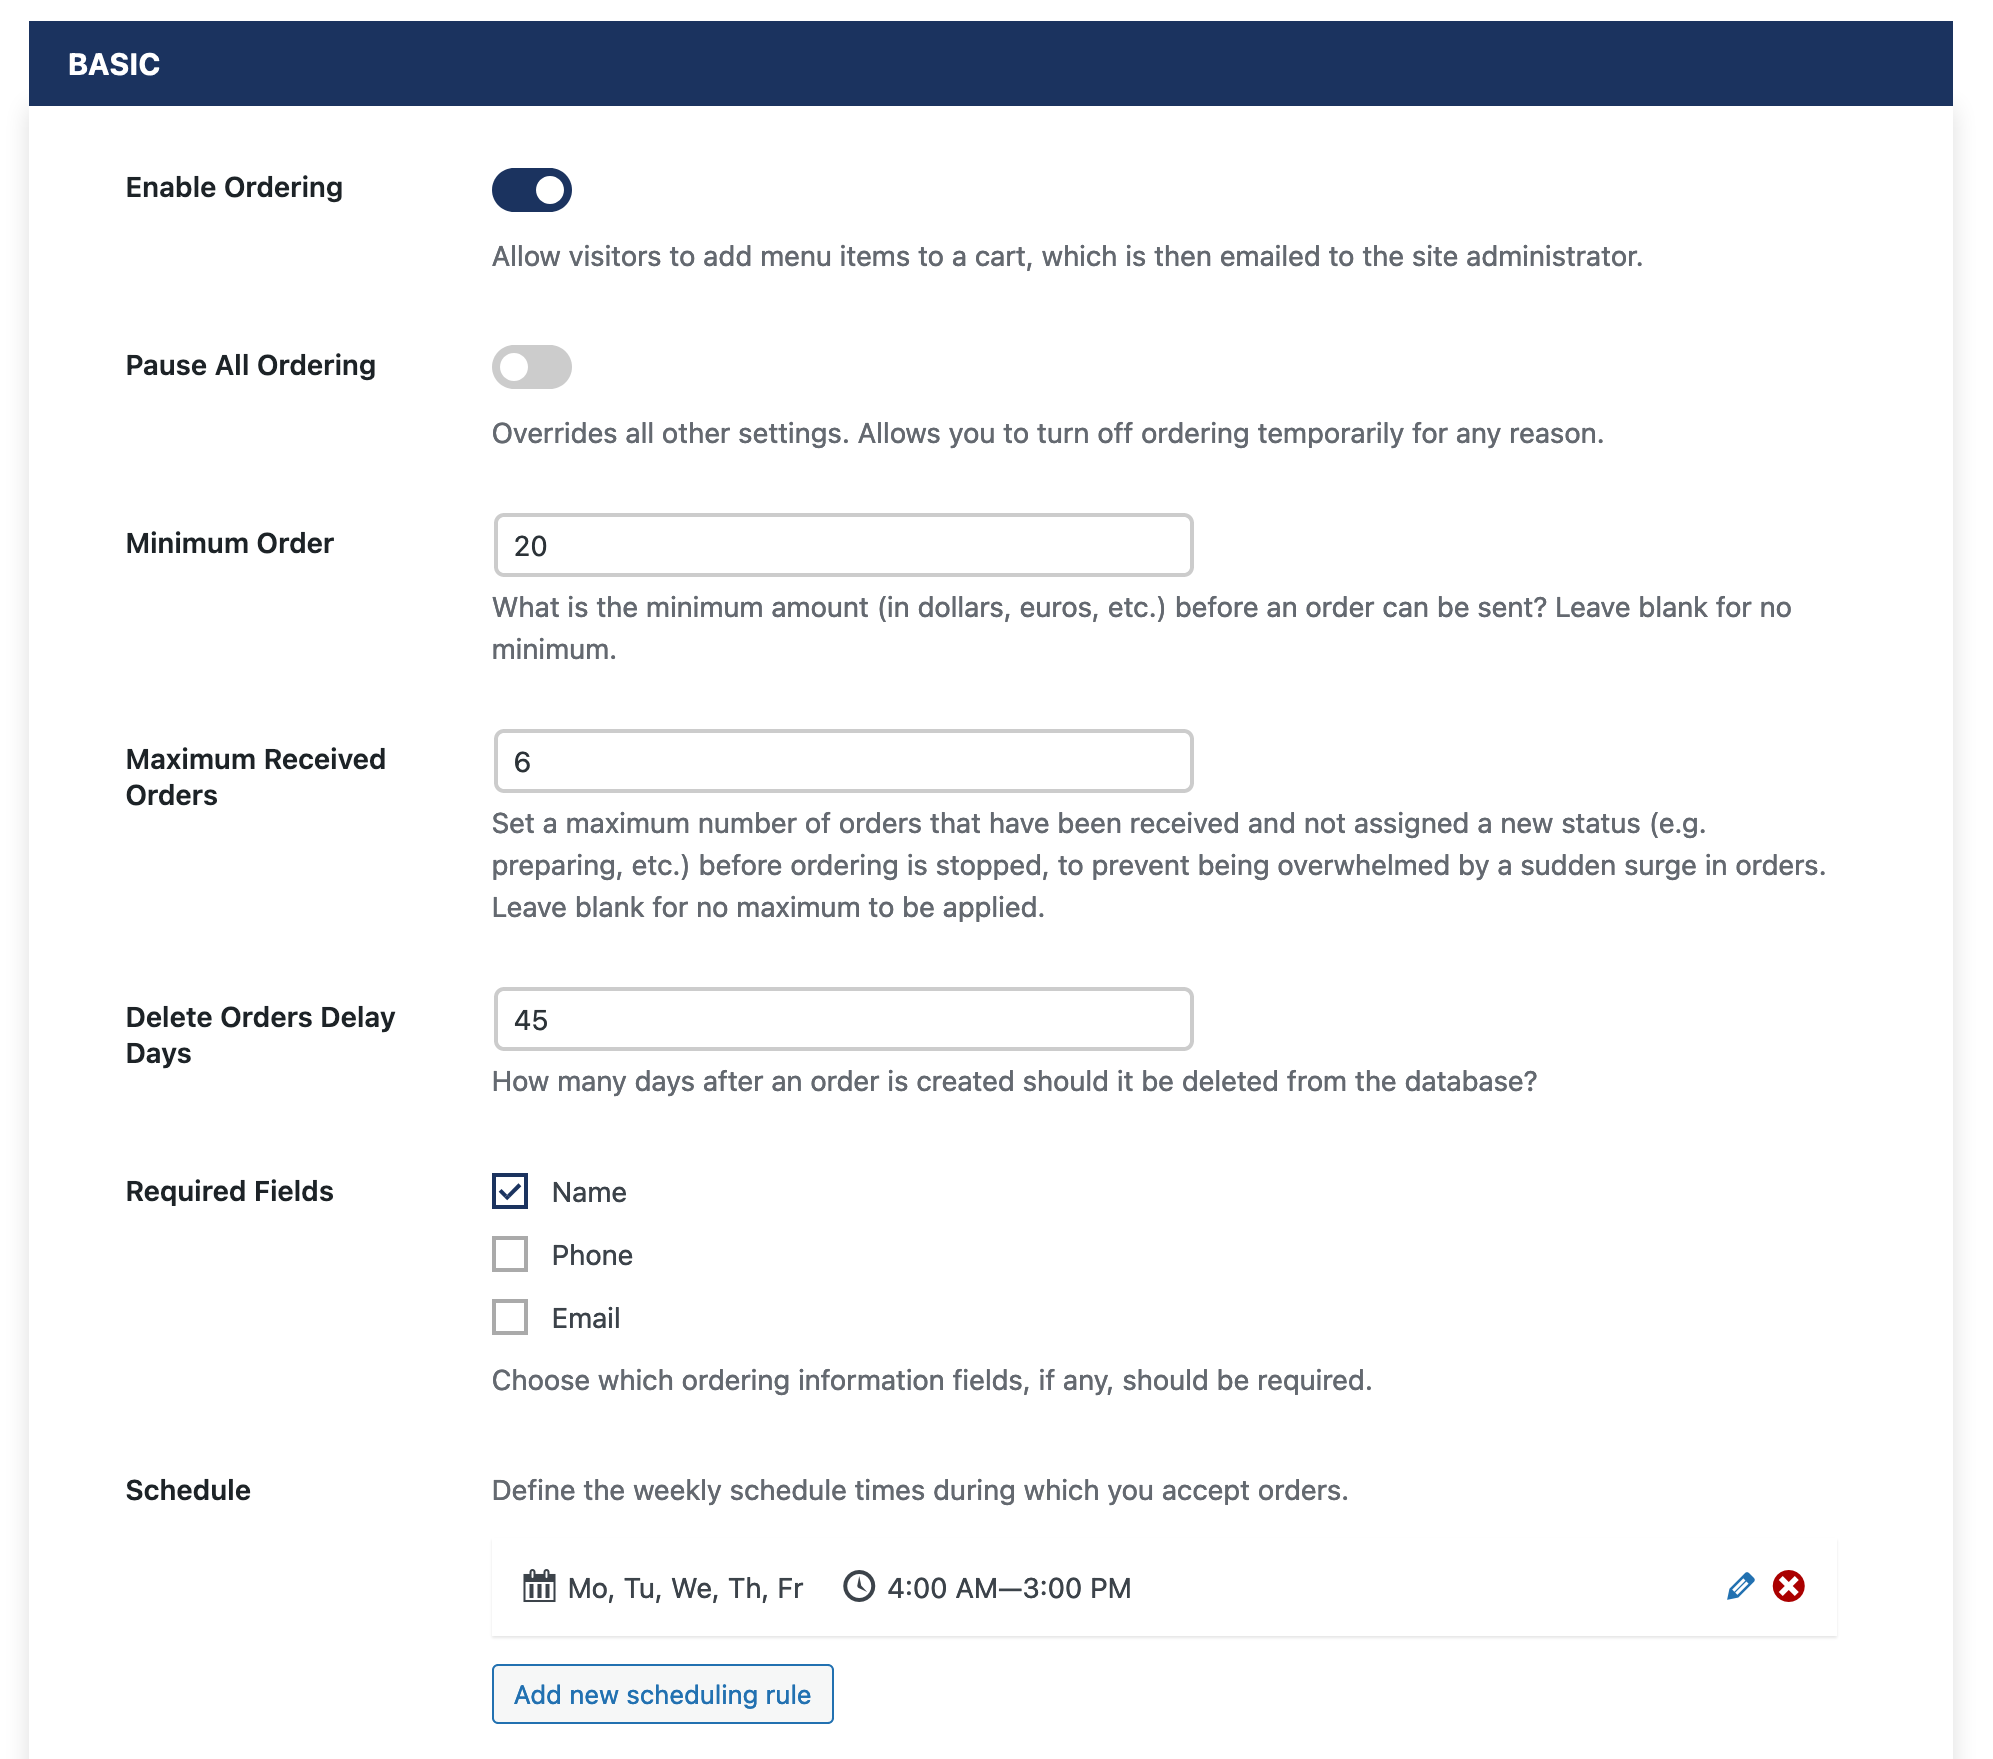 BASIC
Enable Ordering
Allow visitors to add menu items to a cart, which is then emailed to the site administrator.
Pause All Ordering
Overrides all other settings. Allows you to turn off ordering temporarily for any reason.
Minimum Order
20
What is the minimum amount (in dollars, euros, etc.) before an order can be sent? Leave blank for no
minimum.
Maximum Received
Orders
6
Set a maximum number of orders that have been received and not assigned a new status (e.g.
preparing, etc.) before ordering is stopped, to prevent being overwhelmed by a sudden surge in orders.
Leave blank for no maximum to be applied.
Delete Orders Delay
Days
45
How many days after an order is created should it be deleted from the database?
Required Fields
Name
Phone
Email
Choose which ordering information fields, if any, should be required.
Schedule
Define the weekly schedule times during which you accept orders.
Mo, Tu, We, Th, Fr 4:00 AM—3:00 PM
Add new scheduling rule